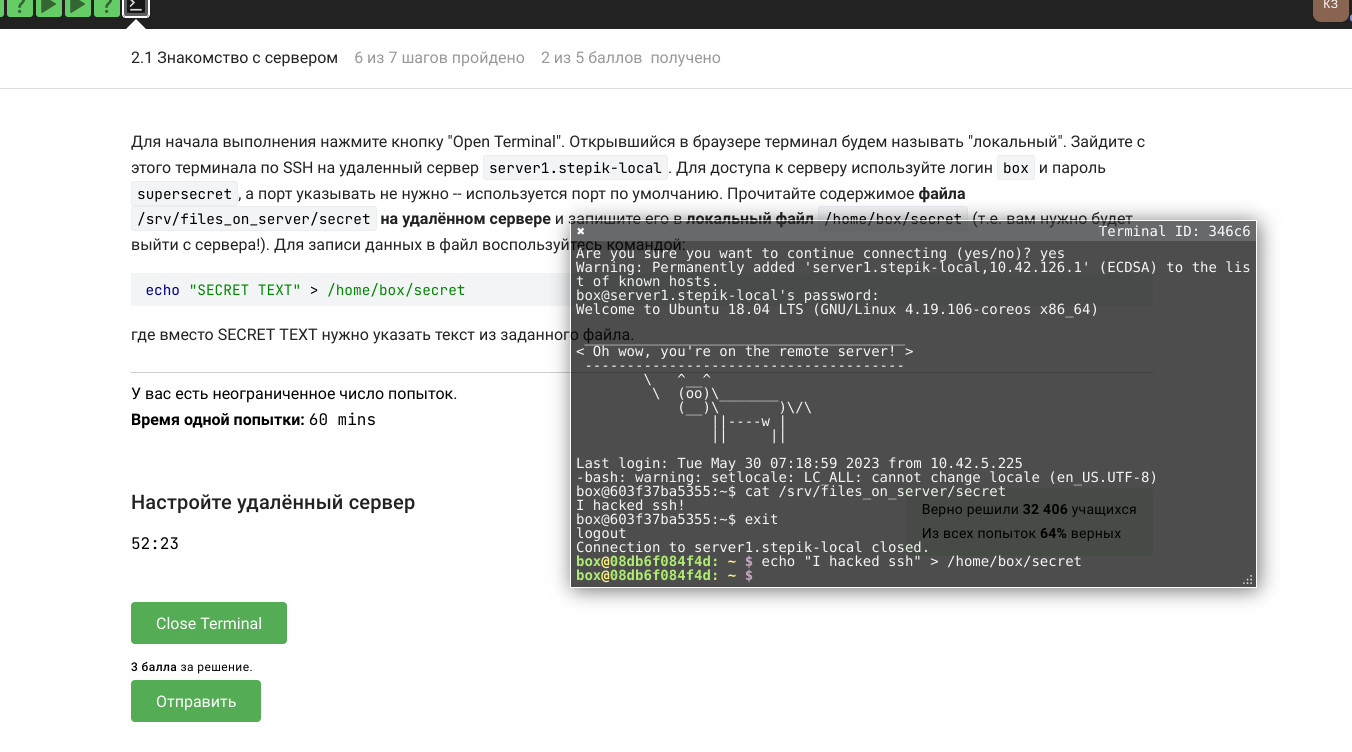 ? ? >_
КЗ
2.1 Знакомство с сервером 6 из 7 шагов пройдено 2 из 5 баллов получено
Для начала выполнения нажмите кнопку "Open Terminal". Открывшийся в браузере терминал будем называть "локальный". Зайдите с
этого терминала по SSH на удаленный сервер server1.stepik-local . Для доступа к серверу используйте логин box и пароль
supersecret , а порт указывать не нужно -- используется порт по умолчанию. Прочитайте содержимое файла
/srv/files_on_server/secret на удалённом сервере и запишите его в локальный файл /home/box/secret (т.е. вам нужно будет
выйти с сервера!). Для записи данных в файл воспользуйтесь командой:
echo "SECRET TEXT" > /home/box/secret
где вместо SECRET TEXT нужно указать текст из заданного файла.
У вас есть неограниченное число попыток.
Время одной попытки: 60 mins
Настройте удалённый сервер
52:23
Close Terminal
3 балла за решение.
Отправить
Верно решили 32 406 учащихся
Из всех попыток 64% верных
✖ Terminal ID: 346c6
Are you sure you want to continue connecting (yes/no)? yes
Warning: Permanently added 'server1.stepik-local,10.42.126.1' (ECDSA) to the lis
t of known hosts.
box@server1.stepik-local's password:
Welcome to Ubuntu 18.04 LTS (GNU/Linux 4.19.106-coreos x86_64)
 ______________________________________
< Oh wow, you're on the remote server! >
 --------------------------------------
        \   ^__^
         \  (oo)\_______
            (__)\       )\/\
                ||----w |
                ||     ||
Last login: Tue May 30 07:18:59 2023 from 10.42.5.225
-bash: warning: setlocale: LC_ALL: cannot change locale (en_US.UTF-8)
box@603f37ba5355:~$ cat /srv/files_on_server/secret
I hacked ssh!
box@603f37ba5355:~$ exit
logout
Connection to server1.stepik-local closed.
box@08db6f084f4d: ~ $ echo "I hacked ssh" > /home/box/secret
box@08db6f084f4d: ~ $